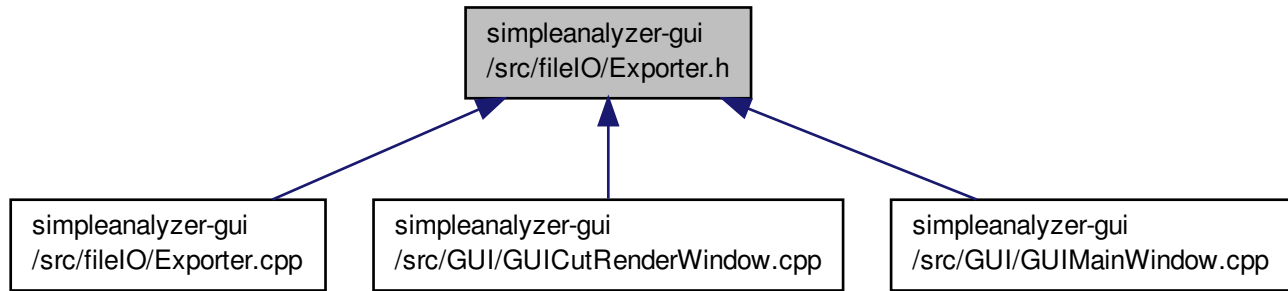 simpleanalyzer-gui
/src/fileIO/Exporter.h
simpleanalyzer-gui
/src/fileIO/Exporter.cpp
simpleanalyzer-gui
/src/GUI/GUICutRenderWindow.cpp
simpleanalyzer-gui
/src/GUI/GUIMainWindow.cpp